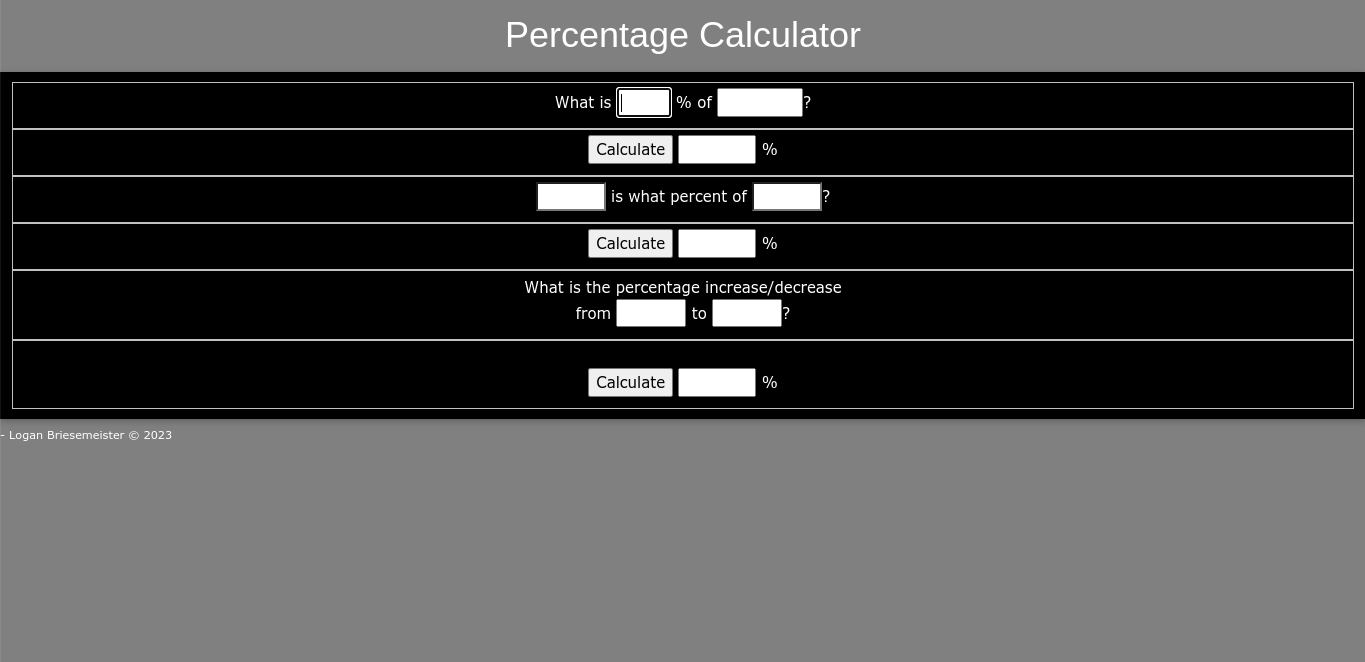 Percentage Calculator
What is % of ?
Calculate %
is what percent of ?
Calculate %
What is the percentage increase/decrease
from to ?
Calculate %
- Logan Briesemeister © 2023